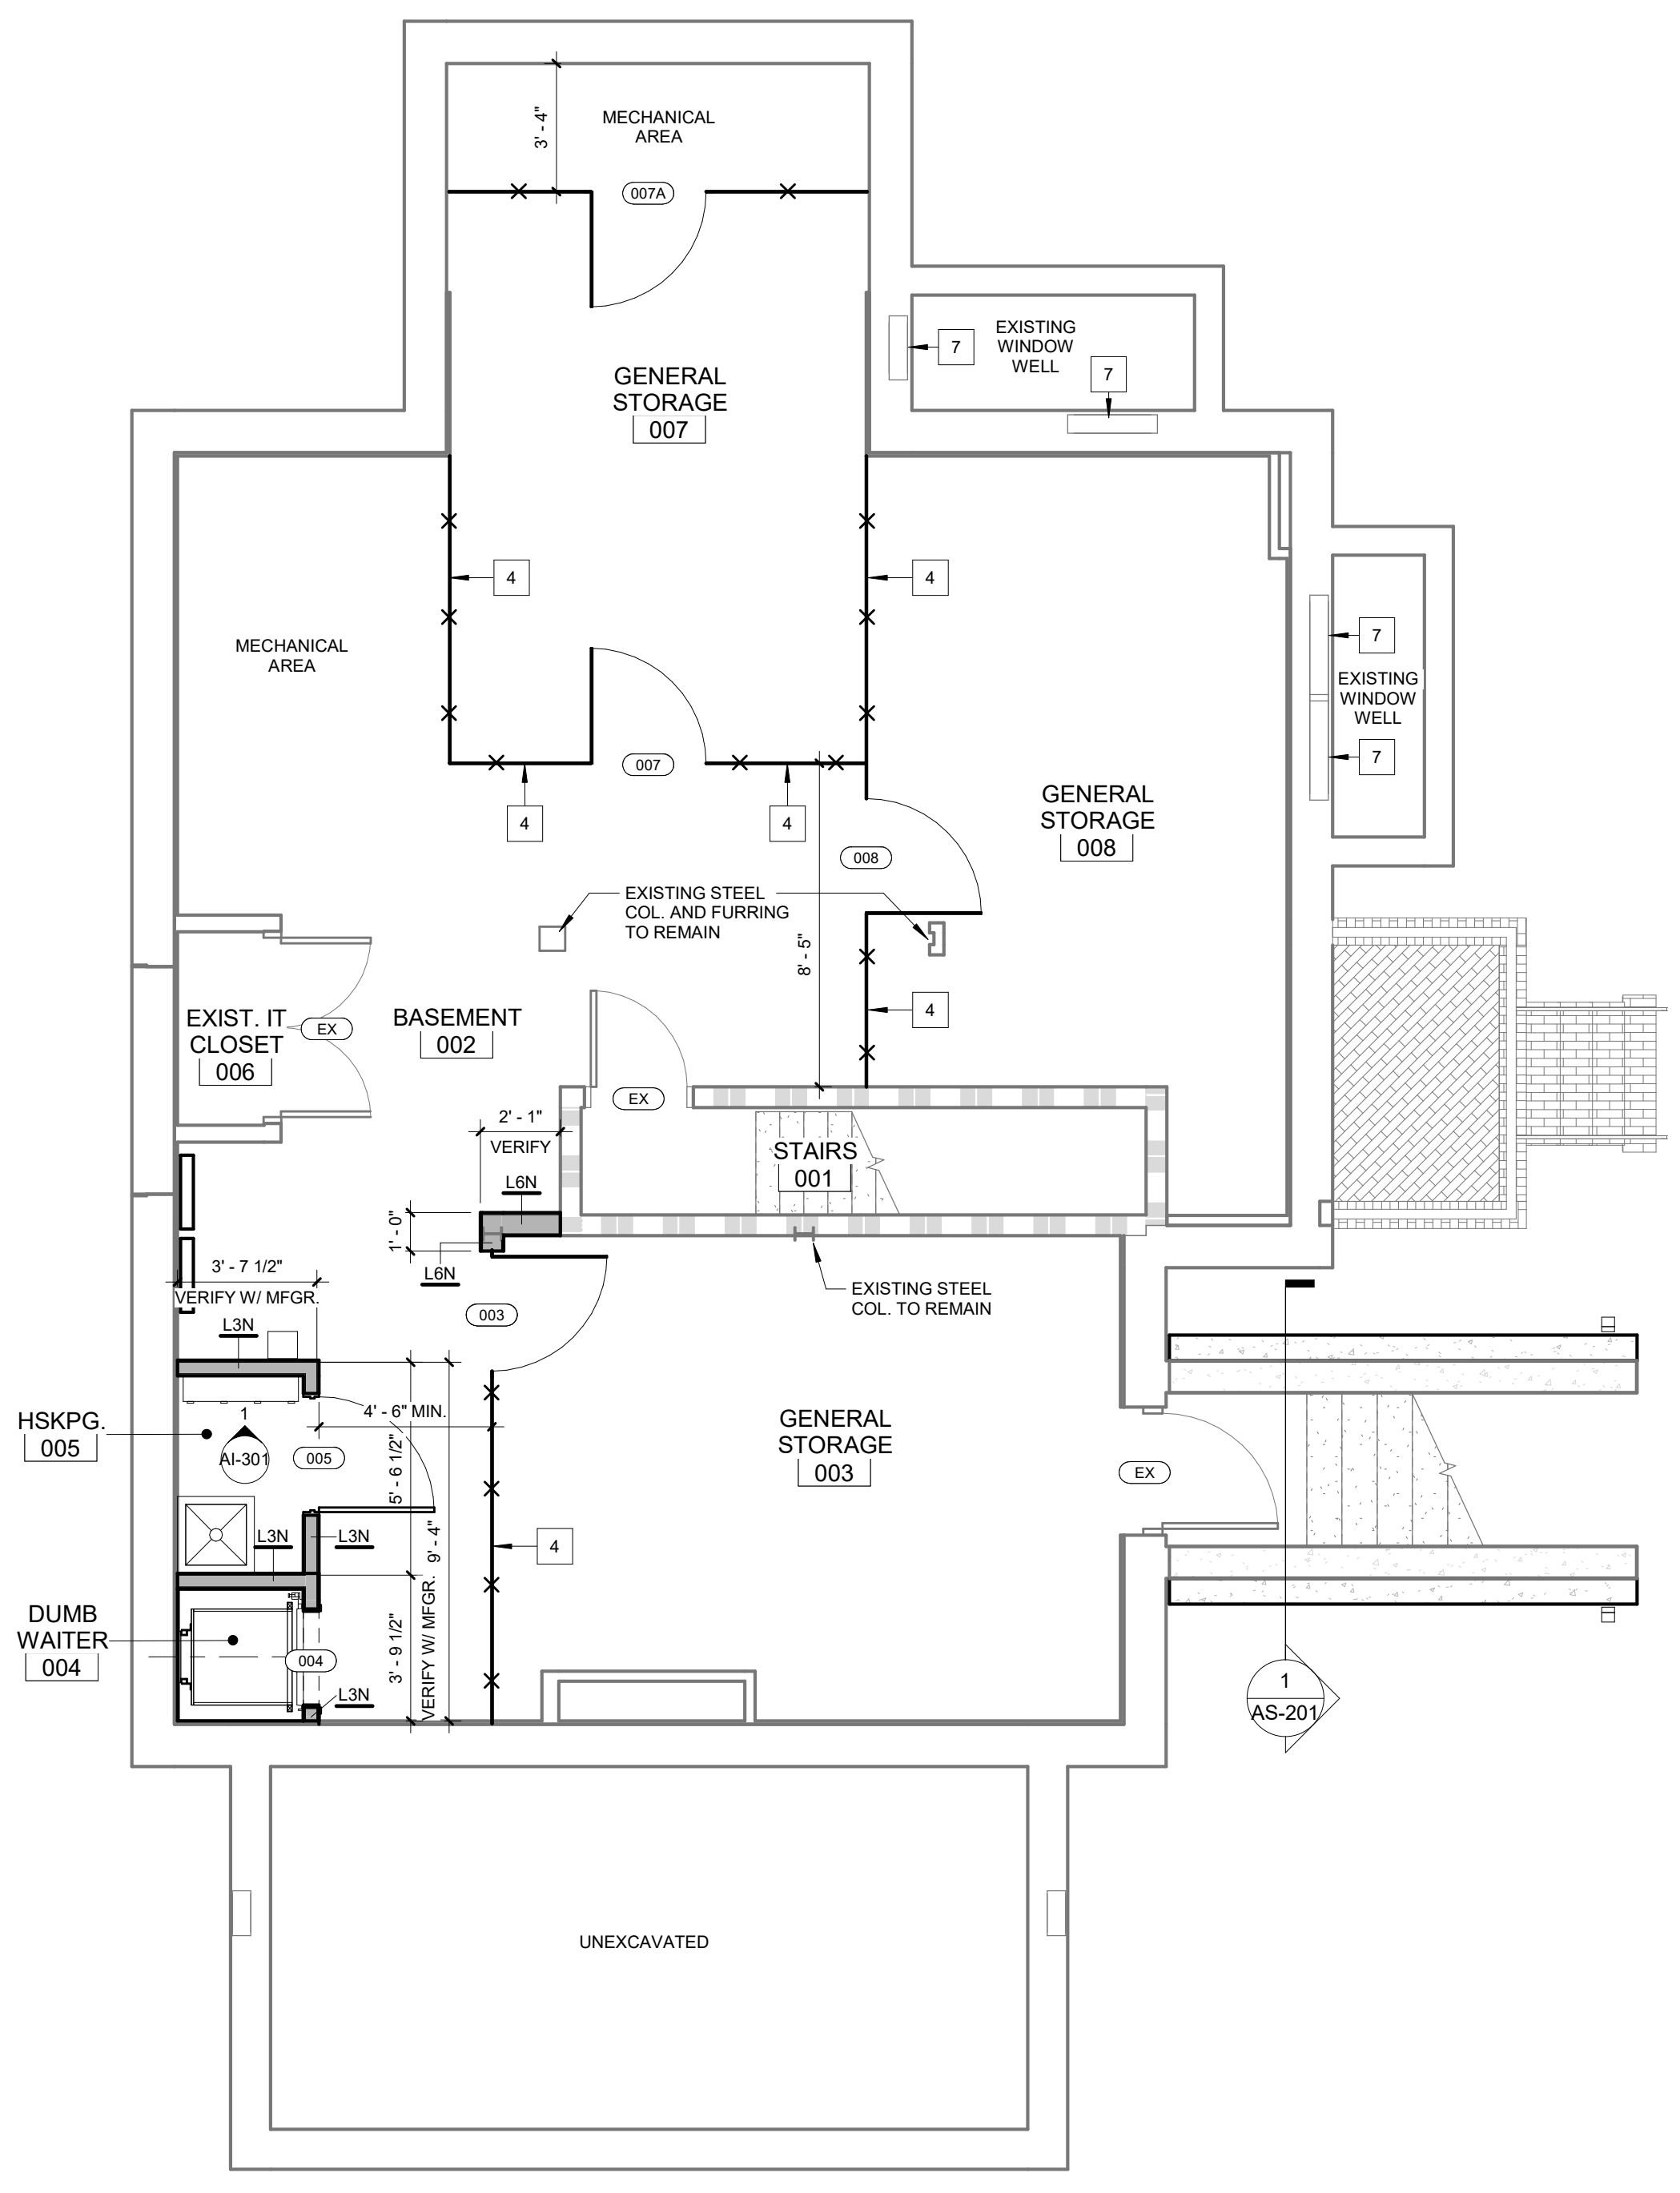 3' - 4"
MECHANICAL
AREA
007A
EXISTING
WINDOW
WELL
7
7
GENERAL
STORAGE
007
4
4
MECHANICAL
AREA
7
EXISTING
WINDOW
WELL
7
007
4
4
GENERAL
STORAGE
008
008
EXISTING STEEL
COL. AND FURRING
TO REMAIN
8' - 5"
4
EXIST. IT
CLOSET
006
EX
BASEMENT
002
EX
2' - 1"
VERIFY
STAIRS
001
L6N
1' - 0"
L6N
3' - 7 1/2"
VERIFY W/ MFGR.
EXISTING STEEL
COL. TO REMAIN
003
L3N
4' - 6" MIN.
HSKPG.
005
1
AI-301
005
5' - 6 1/2"
GENERAL
STORAGE
003
EX
L3N
L3N
9' - 4"
VERIFY W/ MFGR.
4
DUMB
WAITER
004
004
3' - 9 1/2"
L3N
1
AS-201
UNEXCAVATED